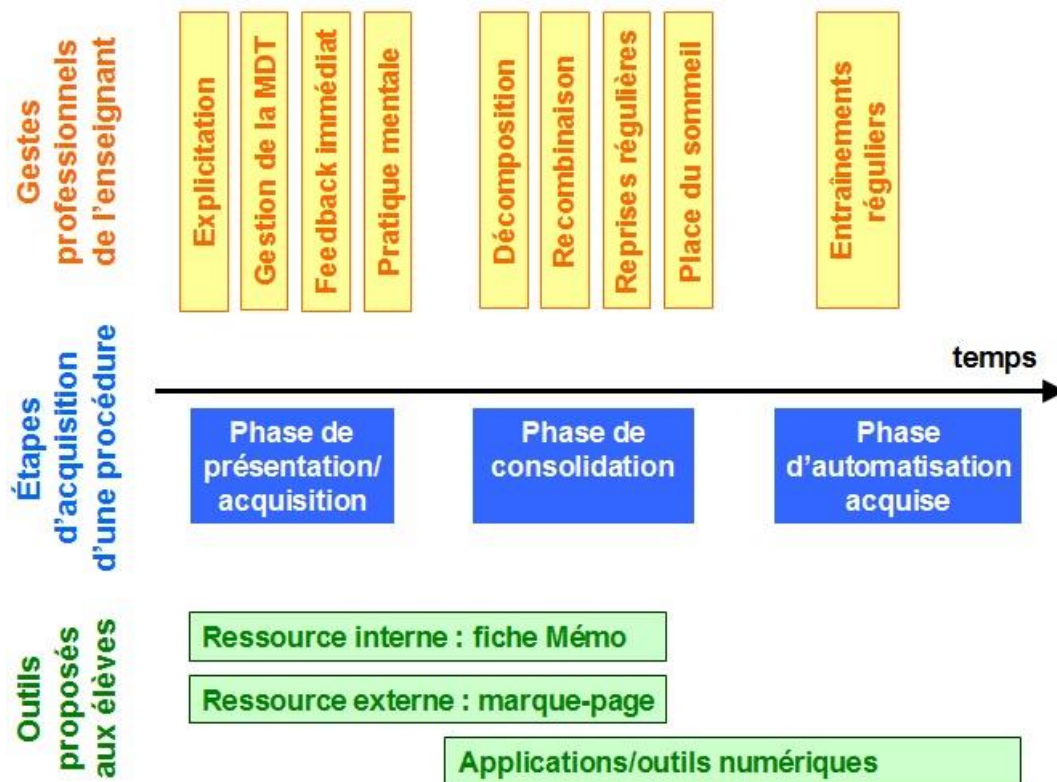 Gestes
professionnels
de l'enseignant
Explicitation
Gestion de la MDT
Feedback immédiat
Pratique mentale
Décomposition
Recombinaison
Reprises régulières
Place du sommeil
Entraînements
réguliers
temps
Étapes
d'acquisition
d'une procédure
Phase de
présentation/
acquisition
Phase de
consolidation
Phase
d'automatisation
acquise
Outils
proposés
aux élèves
Ressource interne : fiche Mémo
Ressource externe : marque-page
Applications/outils numériques